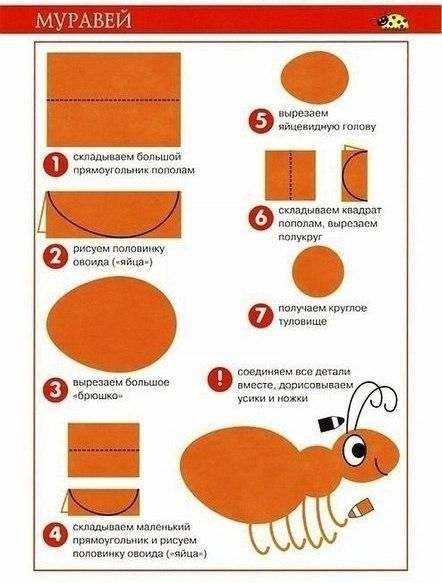 МУРАВЕЙ
1 складываем большой
прямоугольник пополам
2 рисуем половинку
овоида («яйца»)
3 вырезаем большое
«брюшко»
4 складываем маленький
прямоугольник и рисуем
половинку овоида («яйца»)
5 вырезаем
яйцевидную голову
6 складываем квадрат
пополам, вырезаем
полукруг
7 получаем круглое
туловище
! соединяем все детали
вместе, дорисовываем
усики и ножки